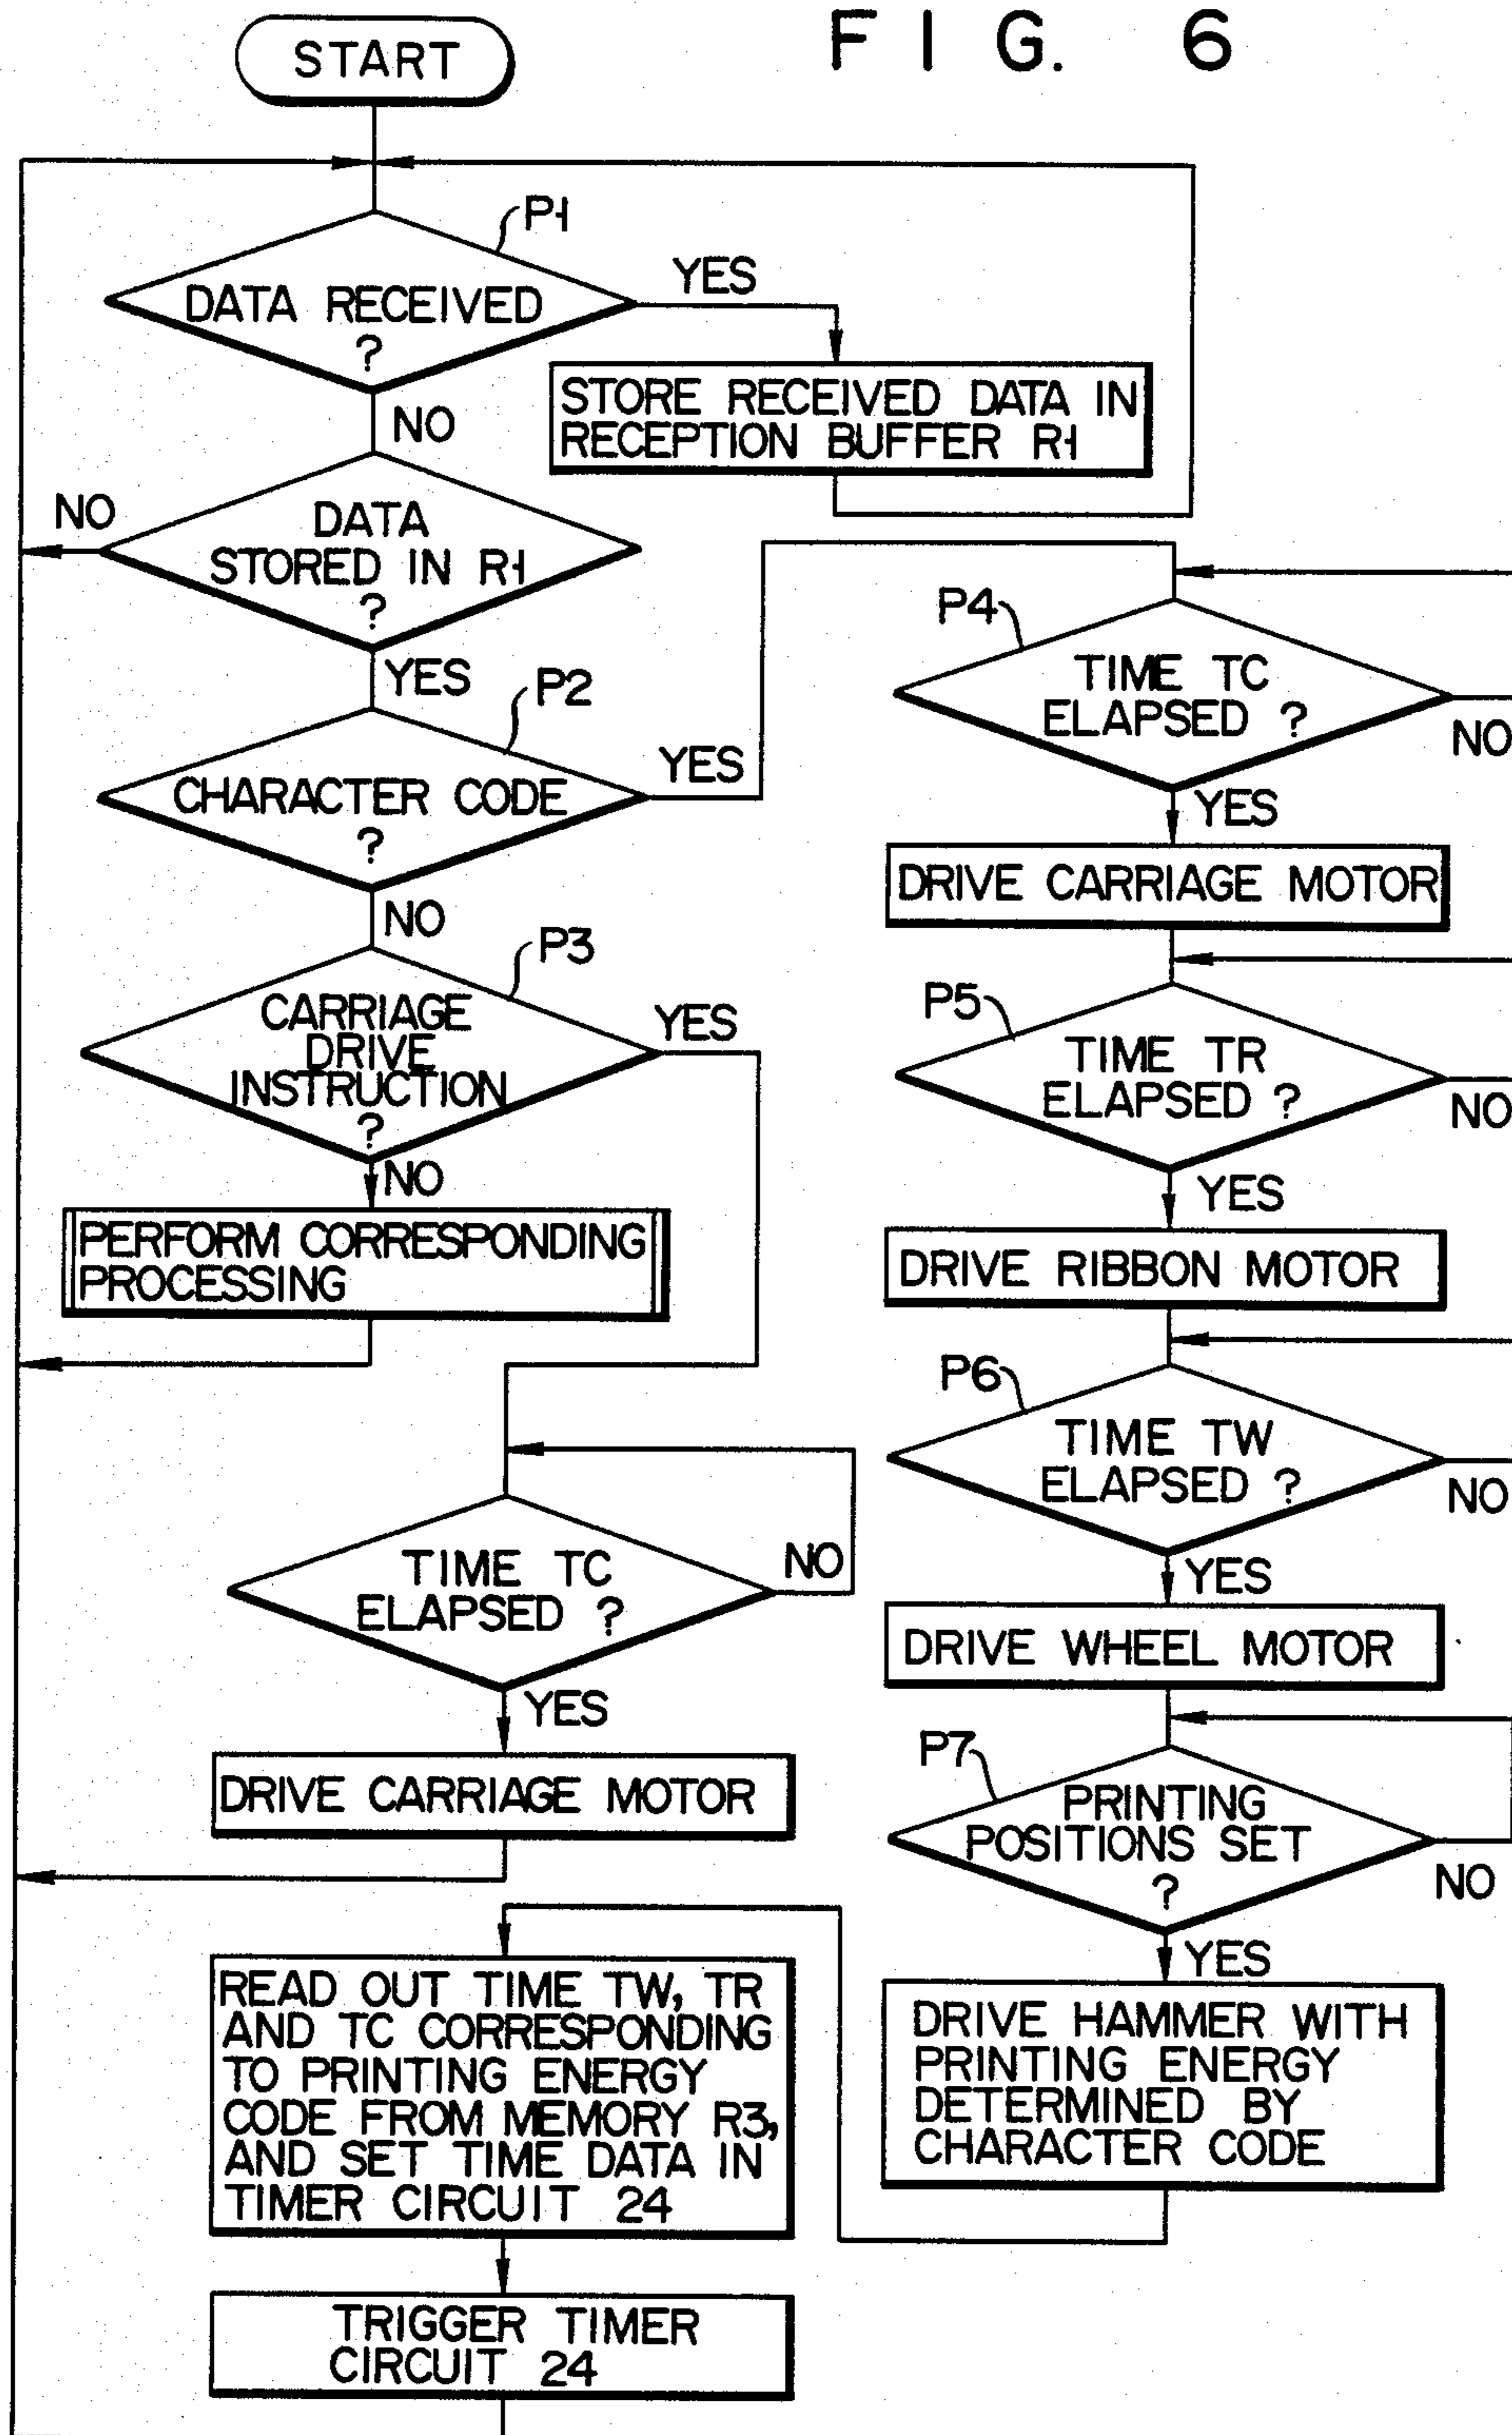 FIG. 6
START
P1
DATA RECEIVED
?
YES
NO
STORE RECEIVED DATA IN
RECEPTION BUFFER R1
DATA
STORED IN R1
?
NO
YES
P2
CHARACTER CODE
?
YES
NO
P3
CARRIAGE
DRIVE
INSTRUCTION
?
YES
NO
PERFORM CORRESPONDING
PROCESSING
TIME TC
ELAPSED ?
NO
YES
DRIVE CARRIAGE MOTOR
P4
TIME TC
ELAPSED ?
NO
YES
DRIVE CARRIAGE MOTOR
P5
TIME TR
ELAPSED ?
NO
YES
DRIVE RIBBON MOTOR
P6
TIME TW
ELAPSED ?
NO
YES
DRIVE WHEEL MOTOR
P7
PRINTING
POSITIONS SET
?
NO
YES
DRIVE HAMMER WITH
PRINTING ENERGY
DETERMINED BY
CHARACTER CODE
READ OUT TIME TW, TR
AND TC CORRESPONDING
TO PRINTING ENERGY
CODE FROM MEMORY R3,
AND SET TIME DATA IN
TIMER CIRCUIT 24
TRIGGER TIMER
CIRCUIT 24